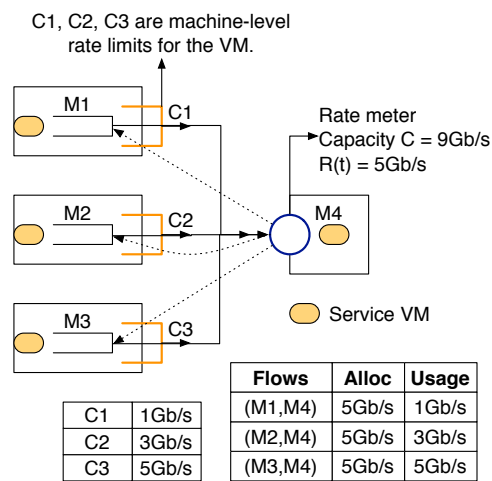 C1, C2, C3 are machine-level
rate limits for the VM.
M1
C1
Rate meter
Capacity C = 9Gb/s
R(t) = 5Gb/s
M2
C2
M4
M3
C3
Service VM
Flows Alloc Usage
(M1,M4) 5Gb/s 1Gb/s
(M2,M4) 5Gb/s 3Gb/s
(M3,M4) 5Gb/s 5Gb/s
C1 1Gb/s
C2 3Gb/s
C3 5Gb/s